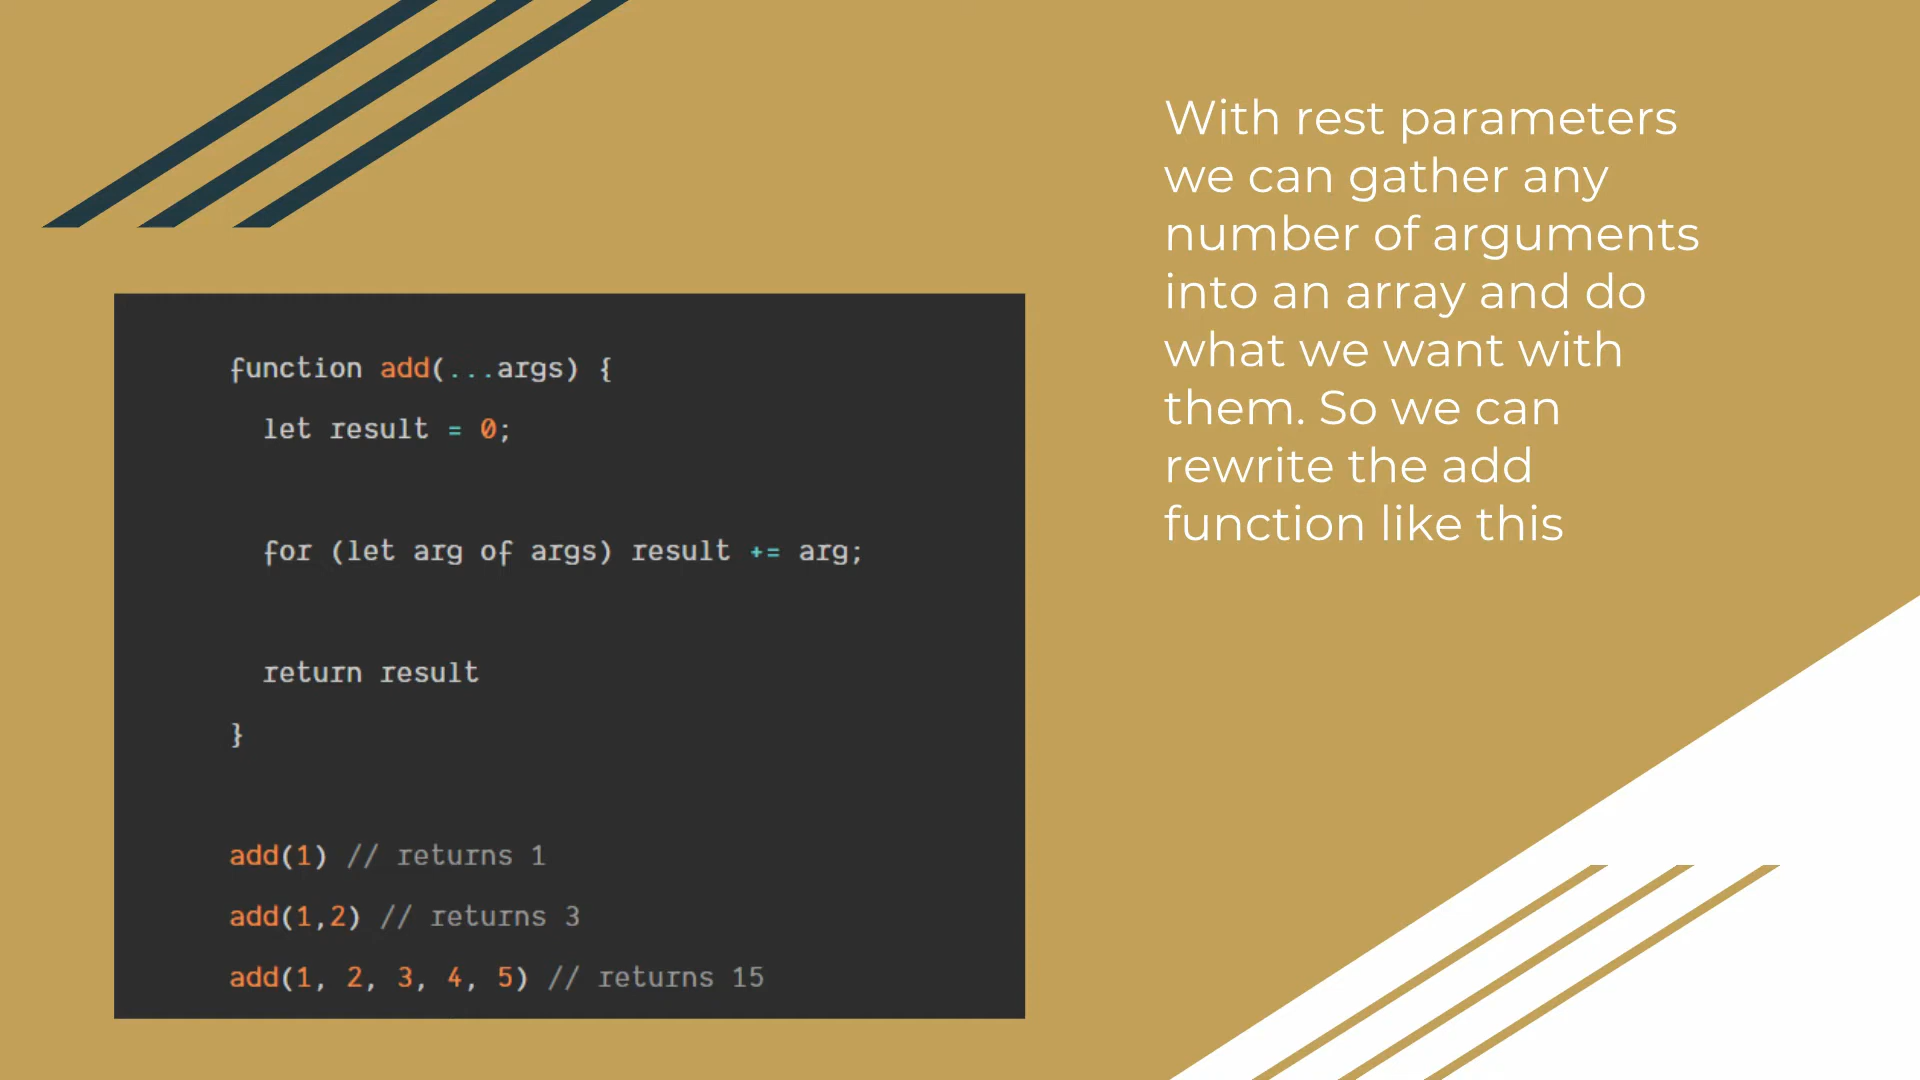 With rest parameters
we can gather any
number of arguments
into an array and do
what we want with
them. So we can
rewrite the add
function like this
function add(...args) {
  let result = 0;
  for (let arg of args) result += arg;
  return result
}
add(1) // returns 1
add(1,2) // returns 3
add(1, 2, 3, 4, 5) // returns 15